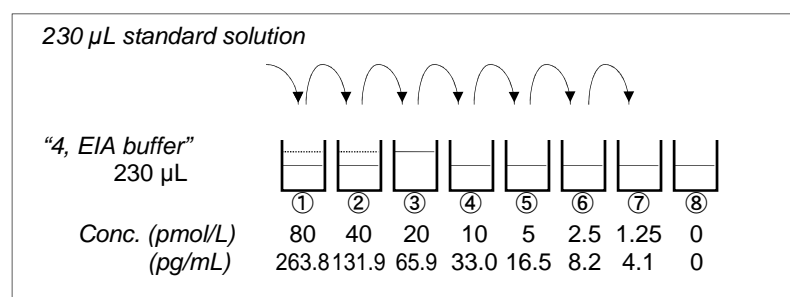 230 µL standard solution
“4, EIA buffer”
230 µL
① ② ③ ④ ⑤ ⑥ ⑦ ⑧
Conc. (pmol/L) 80 40 20 10 5 2.5 1.25 0
(pg/mL) 263.8 131.9 65.9 33.0 16.5 8.2 4.1 0